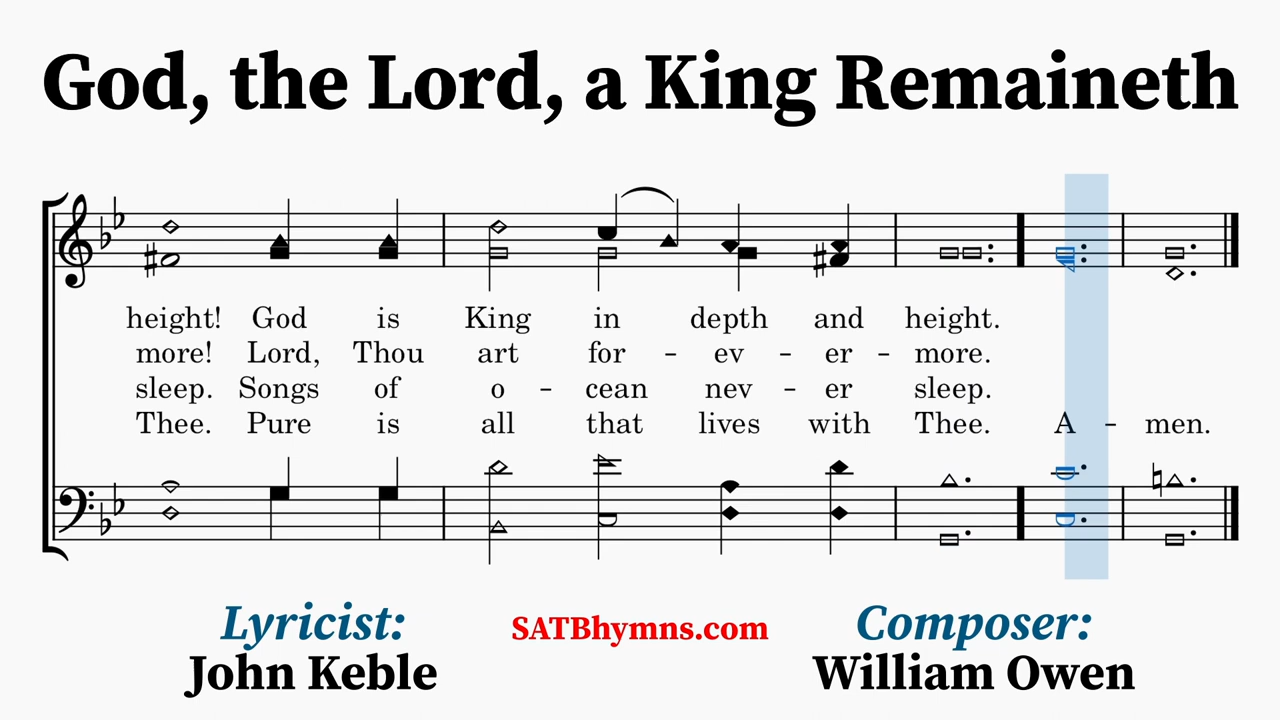 God, the Lord, a King Remaineth
height! God is King in depth and height.
more! Lord, Thou art for - ev - er - more.
sleep. Songs of o - cean nev - er sleep.
Thee. Pure is all that lives with Thee. A - men.
Lyricist:
John Keble
SATBhymns.com
Composer:
William Owen